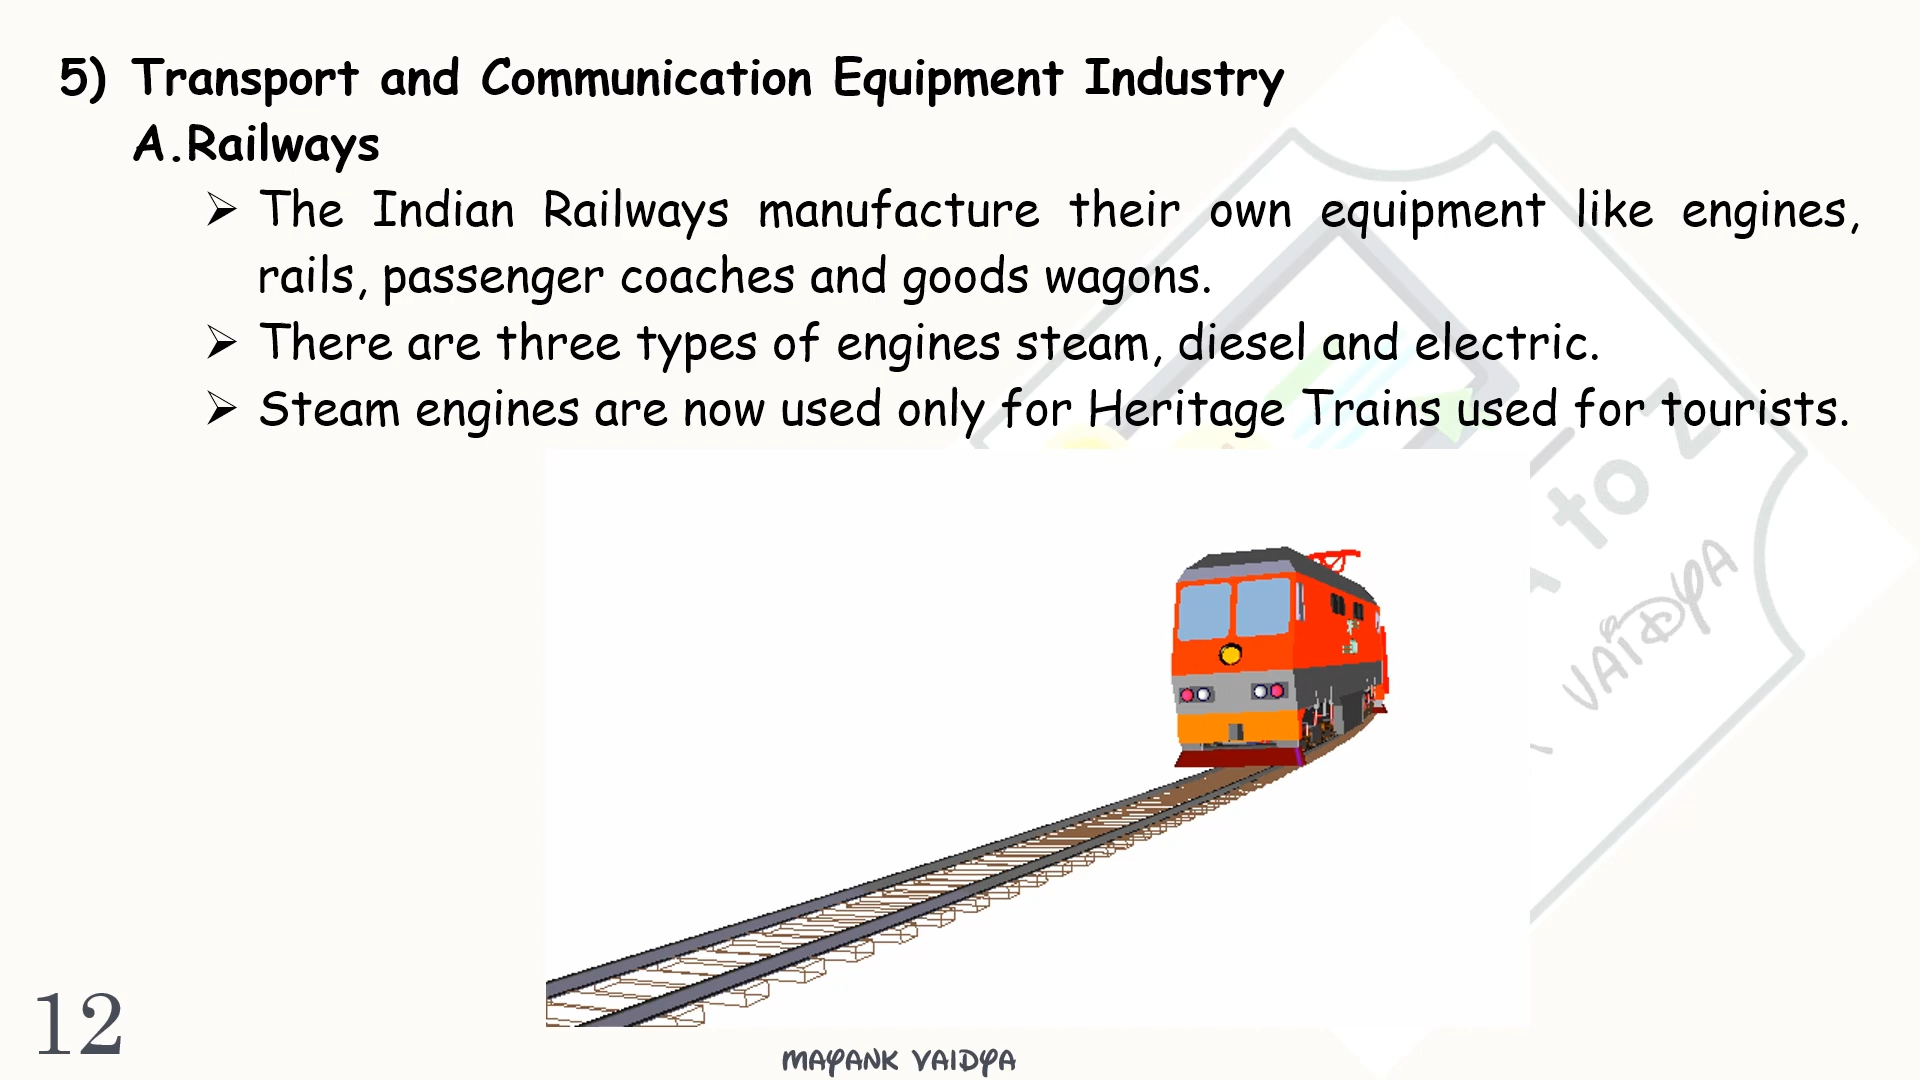 5) Transport and Communication Equipment Industry
A.Railways
➢ The Indian Railways manufacture their own equipment like engines,
rails, passenger coaches and goods wagons.
➢ There are three types of engines steam, diesel and electric.
➢ Steam engines are now used only for Heritage Trains used for tourists.
to Z
VAIDYA
12
MAYANK VAIDYA